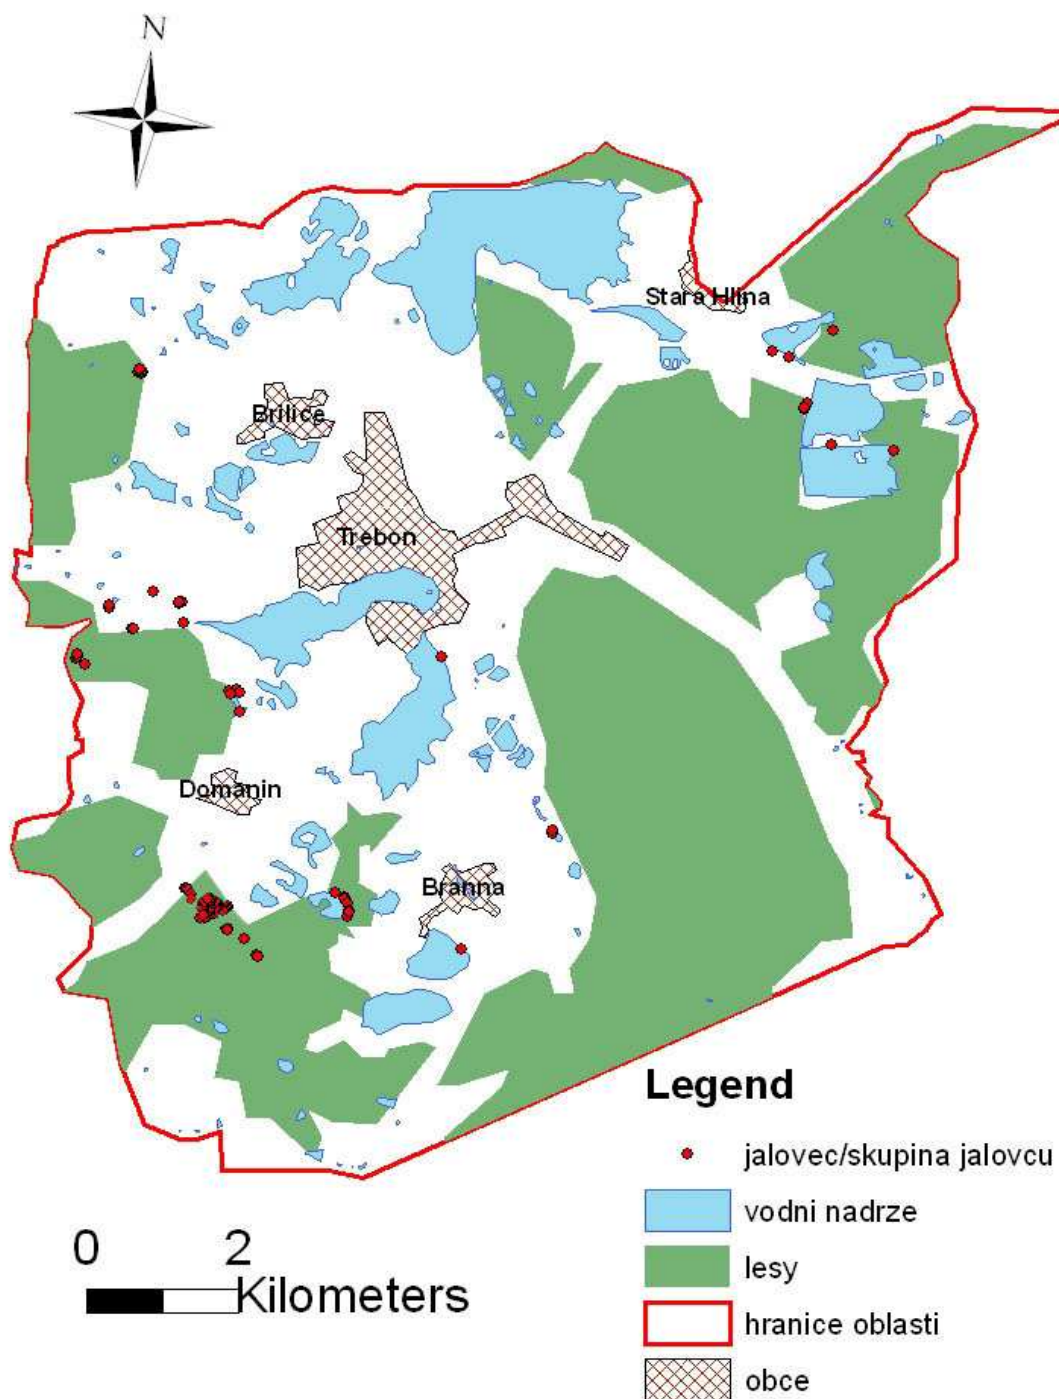 N
Stara Hlina
Brilice
Trebon
Domanin
Branna
Legend
jalovec/skupina jalovcu
vodni nadrze
lesy
hranice oblasti
obce
0 2
Kilometers